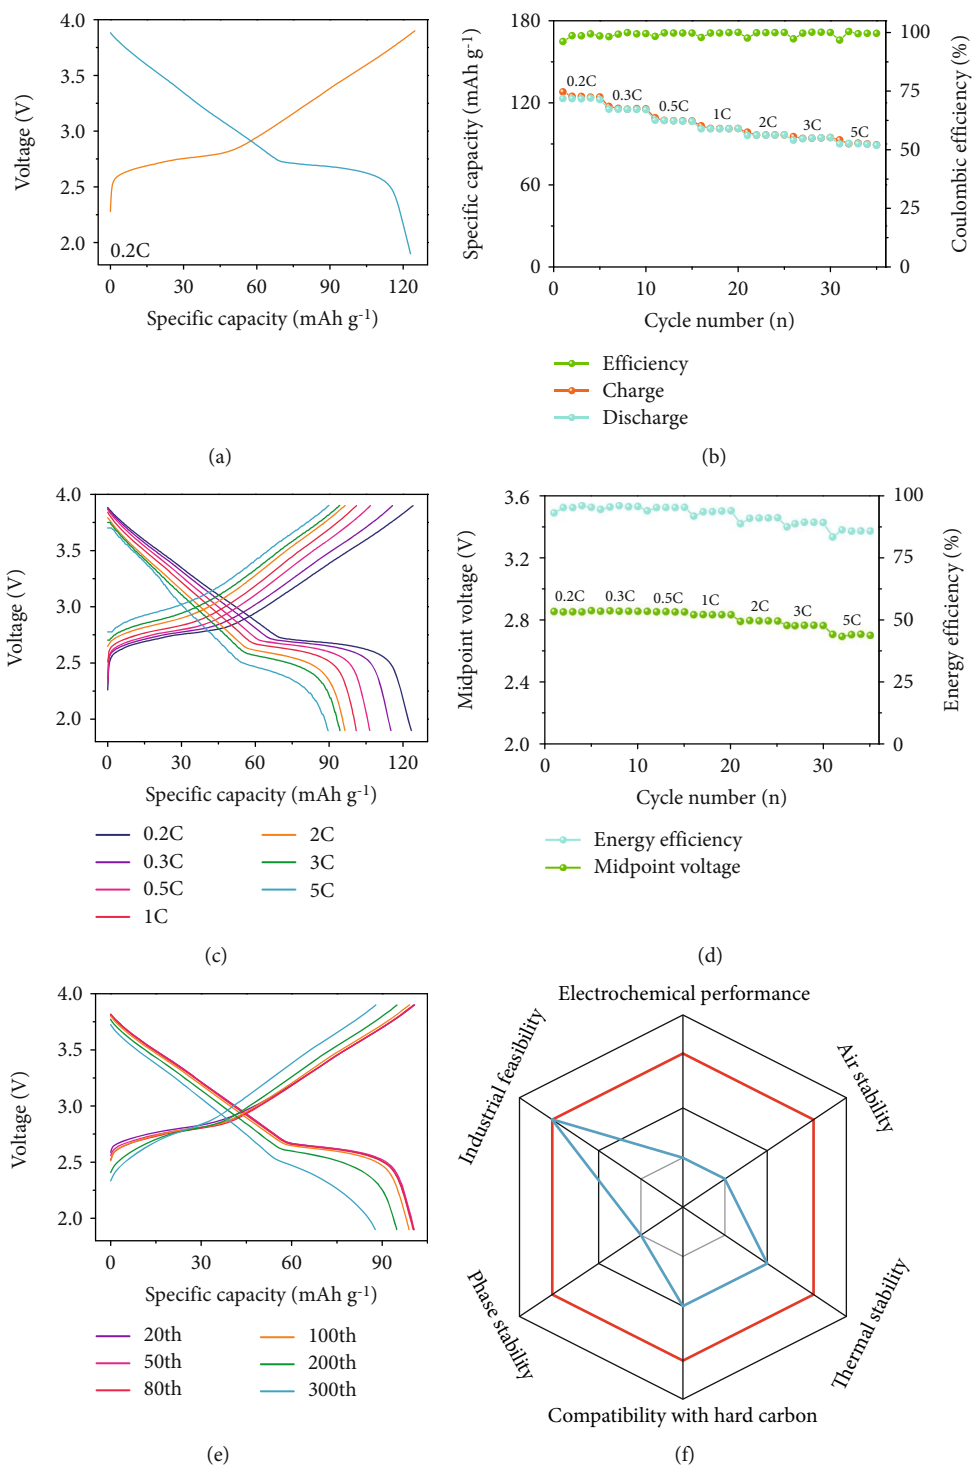 4.0
3.5
3.0
2.5
2.0
Voltage (V)
0.2C
0 30 60 90 120
Specific capacity (mAh g-1)
(a)
180
120
60
0
Specific capacity (mAh g-1)
0.2C
0.3C
0.5C
1C
2C
3C
5C
100
75
50
25
0
Coulombic efficiency (%)
0 10 20 30
Cycle number (n)
Efficiency
Charge
Discharge
(b)
4.0
3.5
3.0
2.5
2.0
Voltage (V)
0 30 60 90 120
Specific capacity (mAh g-1)
0.2C
0.3C
0.5C
1C
2C
3C
5C
(c)
3.6
3.2
2.8
2.4
2.0
Midpoint voltage (V)
0.2C
0.3C
0.5C
1C
2C
3C
5C
100
75
50
25
0
Energy efficiency (%)
0 10 20 30
Cycle number (n)
Energy efficiency
Midpoint voltage
(d)
4.0
3.5
3.0
2.5
2.0
Voltage (V)
0 30 60 90
Specific capacity (mAh g-1)
20th
50th
80th
100th
200th
300th
(e)
Electrochemical performance
Air stability
Thermal stability
Compatibility with hard carbon
Phase stability
Industrial feasibility
(f)